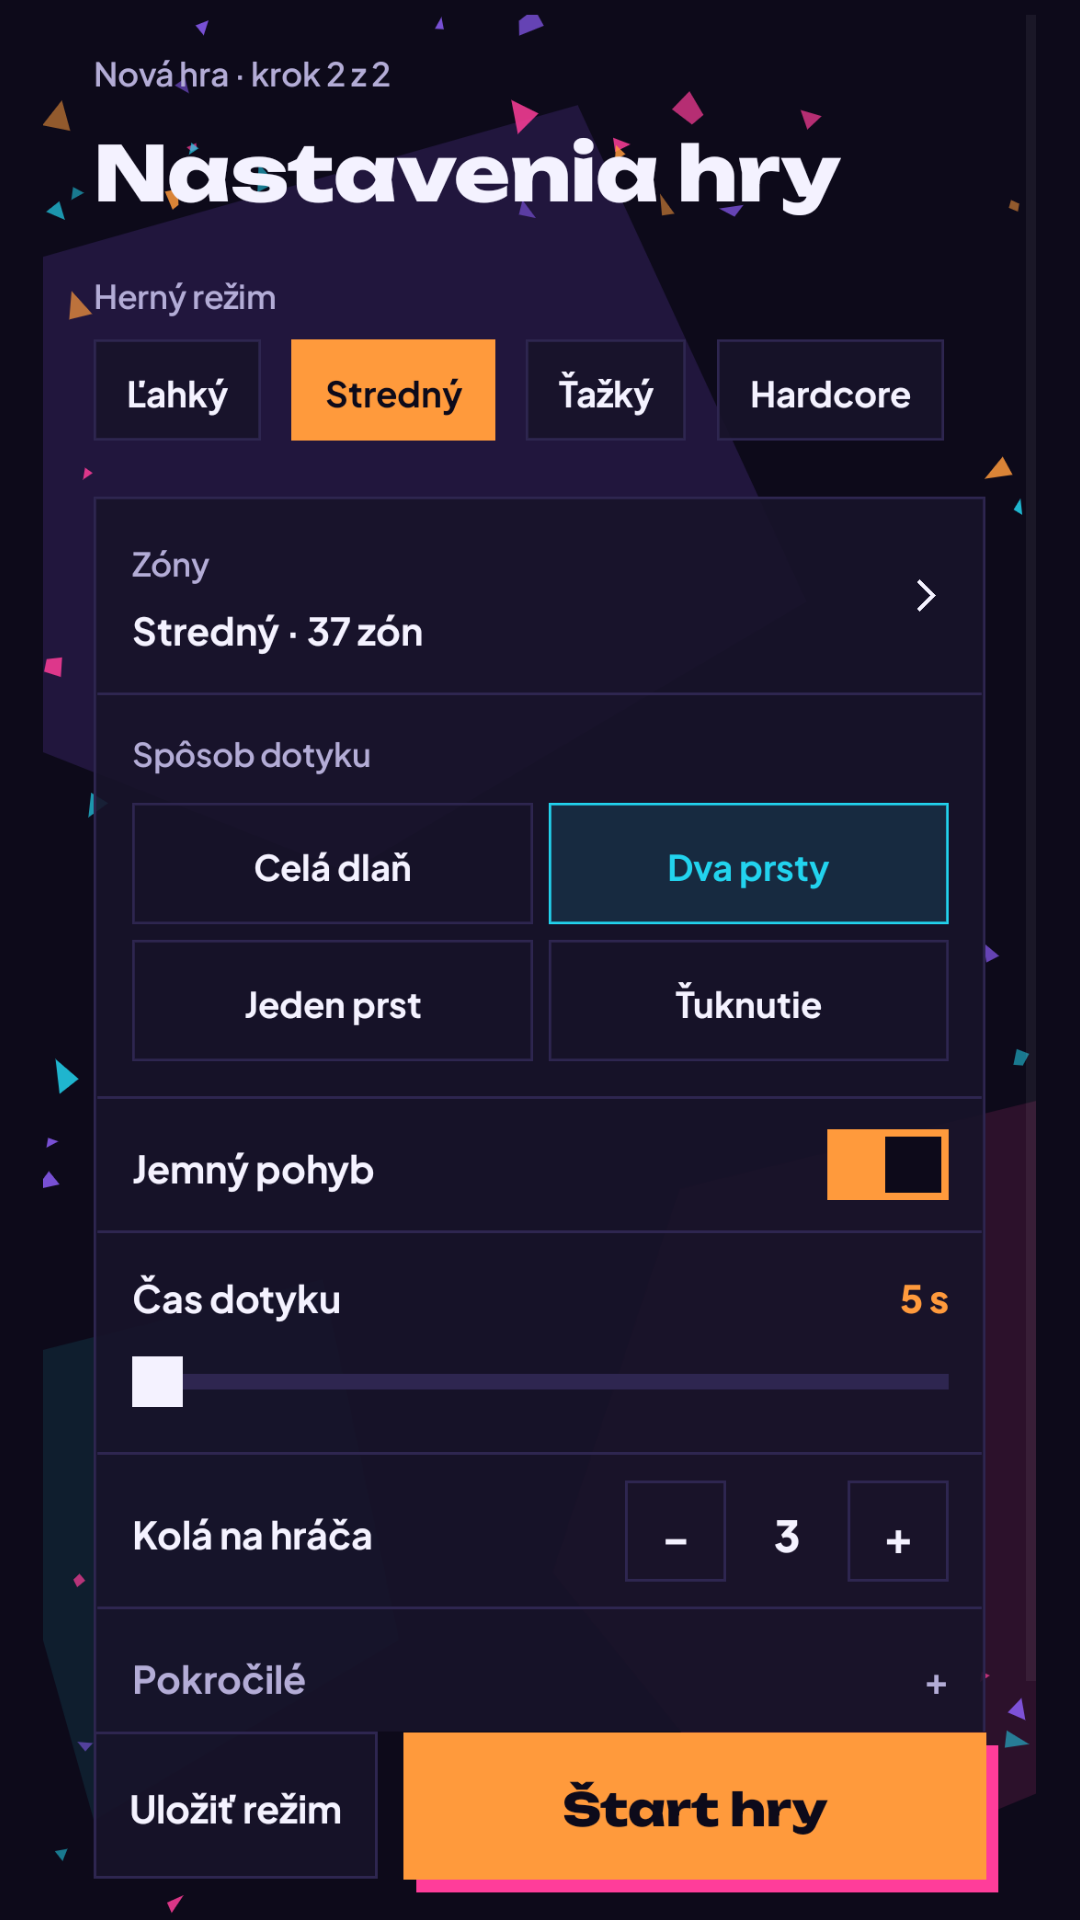 Nová hra · krok 2 z 2
Nastavenia hry
Herný režim
Ľahký
Stredný
Ťažký
Hardcore
Zóny
Stredný · 37 zón
Spôsob dotyku
Celá dlaň
Dva prsty
Jeden prst
Ťuknutie
Jemný pohyb
Čas dotyku
5 s
Kolá na hráča
– 3 +
Pokročilé +
Uložiť režim
Štart hry